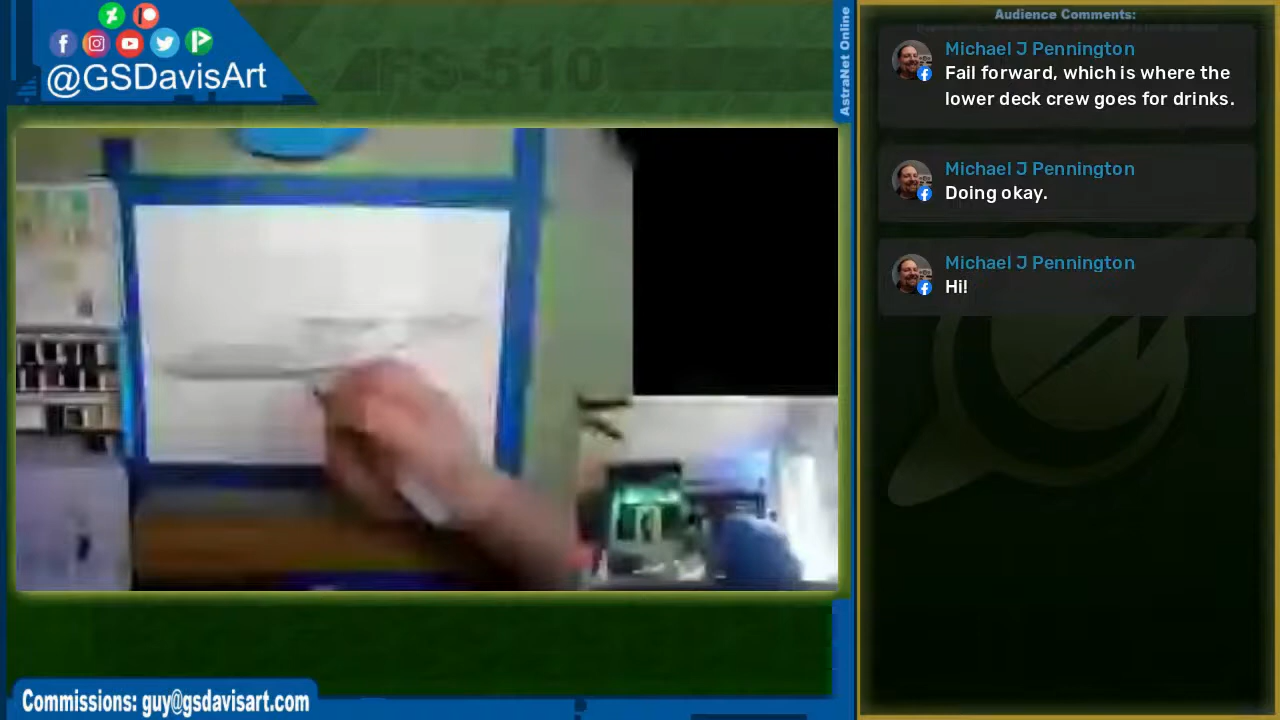 @GSDavisArt
AstraNet Online
Audience Comments:
Michael J Pennington
Fail forward, which is where the
lower deck crew goes for drinks.
Michael J Pennington
Doing okay.
Michael J Pennington
Hi!
Commissions: guy@gsdavisart.com